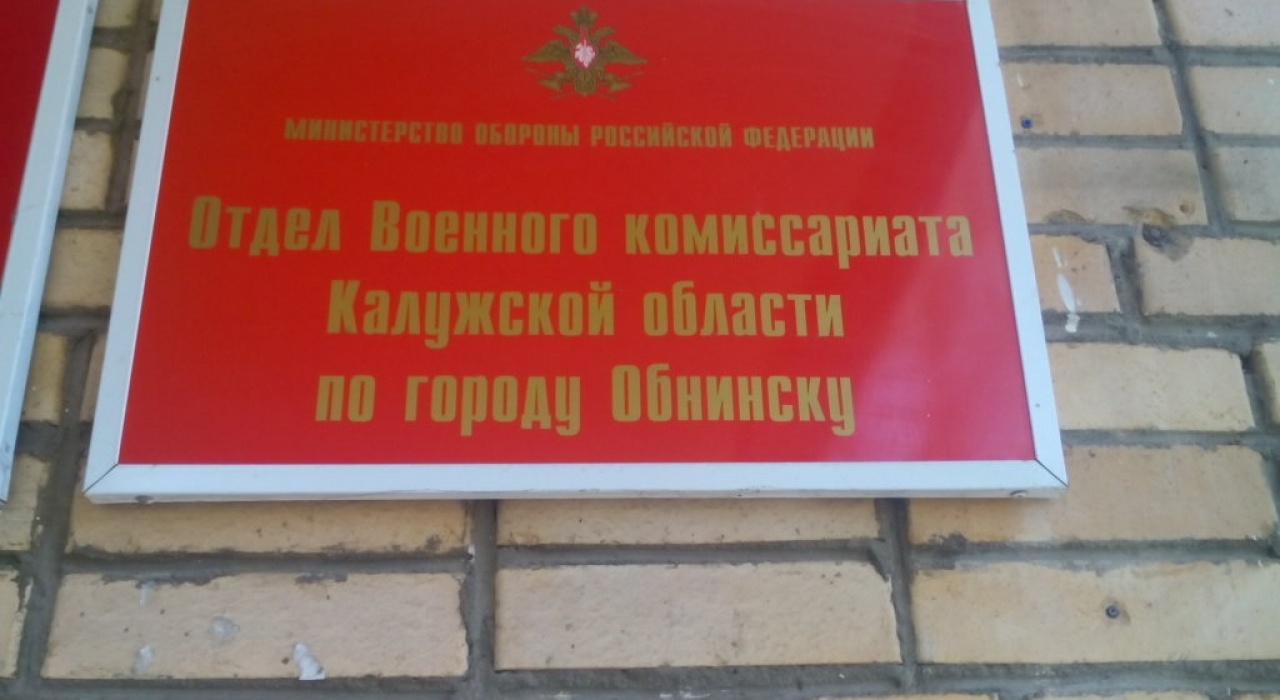 МИНИСТЕРСТВО ОБОРОНЫ РОССИЙСКОЙ ФЕДЕРАЦИИ
Отдел Военного комиссариата
Калужской области
по городу Обнинску